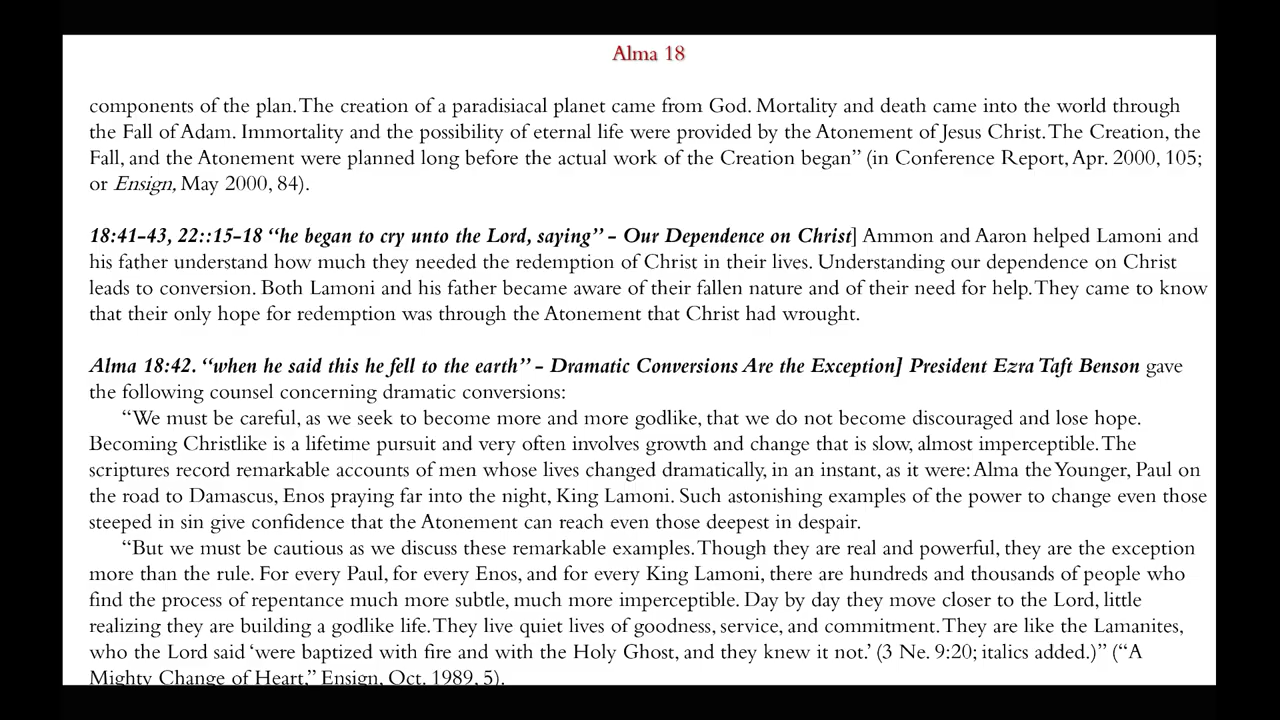 Alma 18
components of the plan. The creation of a paradisiacal planet came from God. Mortality and death came into the world through
the Fall of Adam. Immortality and the possibility of eternal life were provided by the Atonement of Jesus Christ. The Creation, the
Fall, and the Atonement were planned long before the actual work of the Creation began” (in Conference Report, Apr. 2000, 105;
or Ensign, May 2000, 84).
18:41-43, 22::15-18 “he began to cry unto the Lord, saying” - Our Dependence on Christ] Ammon and Aaron helped Lamoni and
his father understand how much they needed the redemption of Christ in their lives. Understanding our dependence on Christ
leads to conversion. Both Lamoni and his father became aware of their fallen nature and of their need for help. They came to know
that their only hope for redemption was through the Atonement that Christ had wrought.
Alma 18:42. “when he said this he fell to the earth” - Dramatic Conversions Are the Exception] President Ezra Taft Benson gave
the following counsel concerning dramatic conversions:
“We must be careful, as we seek to become more and more godlike, that we do not become discouraged and lose hope.
Becoming Christlike is a lifetime pursuit and very often involves growth and change that is slow, almost imperceptible. The
scriptures record remarkable accounts of men whose lives changed dramatically, in an instant, as it were: Alma the Younger, Paul on
the road to Damascus, Enos praying far into the night, King Lamoni. Such astonishing examples of the power to change even those
steeped in sin give confidence that the Atonement can reach even those deepest in despair.
“But we must be cautious as we discuss these remarkable examples. Though they are real and powerful, they are the exception
more than the rule. For every Paul, for every Enos, and for every King Lamoni, there are hundreds and thousands of people who
find the process of repentance much more subtle, much more imperceptible. Day by day they move closer to the Lord, little
realizing they are building a godlike life. They live quiet lives of goodness, service, and commitment. They are like the Lamanites,
who the Lord said ‘were baptized with fire and with the Holy Ghost, and they knew it not.’ (3 Ne. 9:20; italics added.)” (“A
Mighty Change of Heart,” Ensign, Oct. 1989, 5).